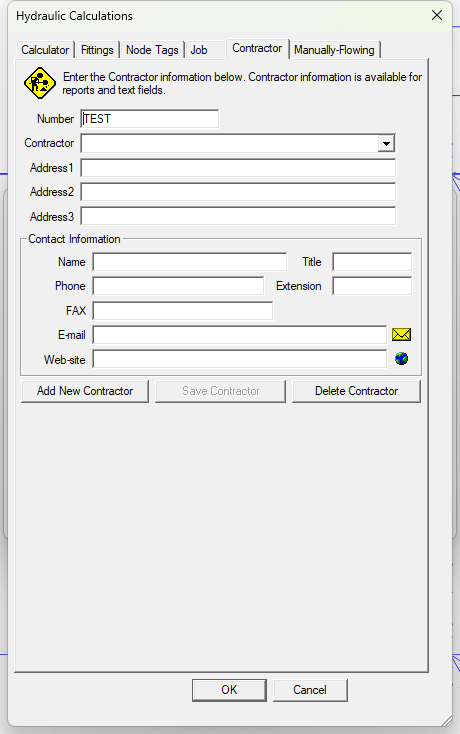 Hydraulic Calculations
Calculator Fittings Node Tags Job Contractor Manually-Flowing
Enter the Contractor information below. Contractor information is available for
reports and text fields.
Number TEST
Contractor
Address1
Address2
Address3
Contact Information
Name Title
Phone Extension
FAX
E-mail
Web-site
Add New Contractor Save Contractor Delete Contractor
OK Cancel